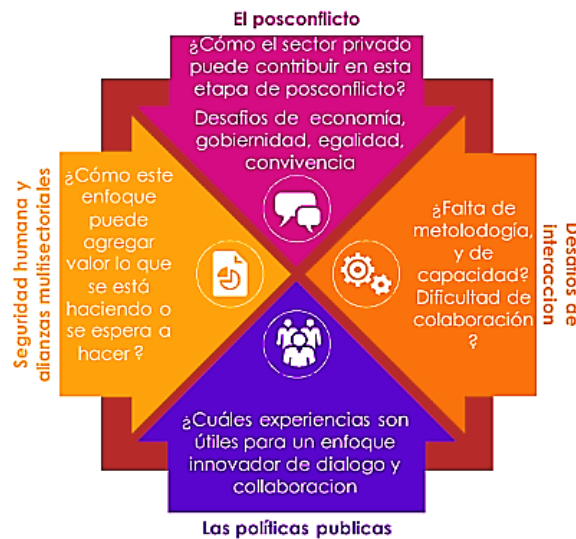 El posconflicto
¿Cómo el sector privado
puede contribuir en esta
etapa de posconflicto?
Desafios de economía,
gobiernidad, egalidad,
convivencia
Seguridad humana y
alianzas multisectoriales
¿Cómo este
enfoque
puede
agregar
valor lo que
se está
haciendo o
se espera a
hacer?
¿Falta de
metolodogía,
y de
capacidad?
Dificultad de
colaboración
?
Desafios de
interaccion
¿Cuáles experiencias son
útiles para un enfoque
innovador de dialogo y
collaboracion
Las políticas publicas